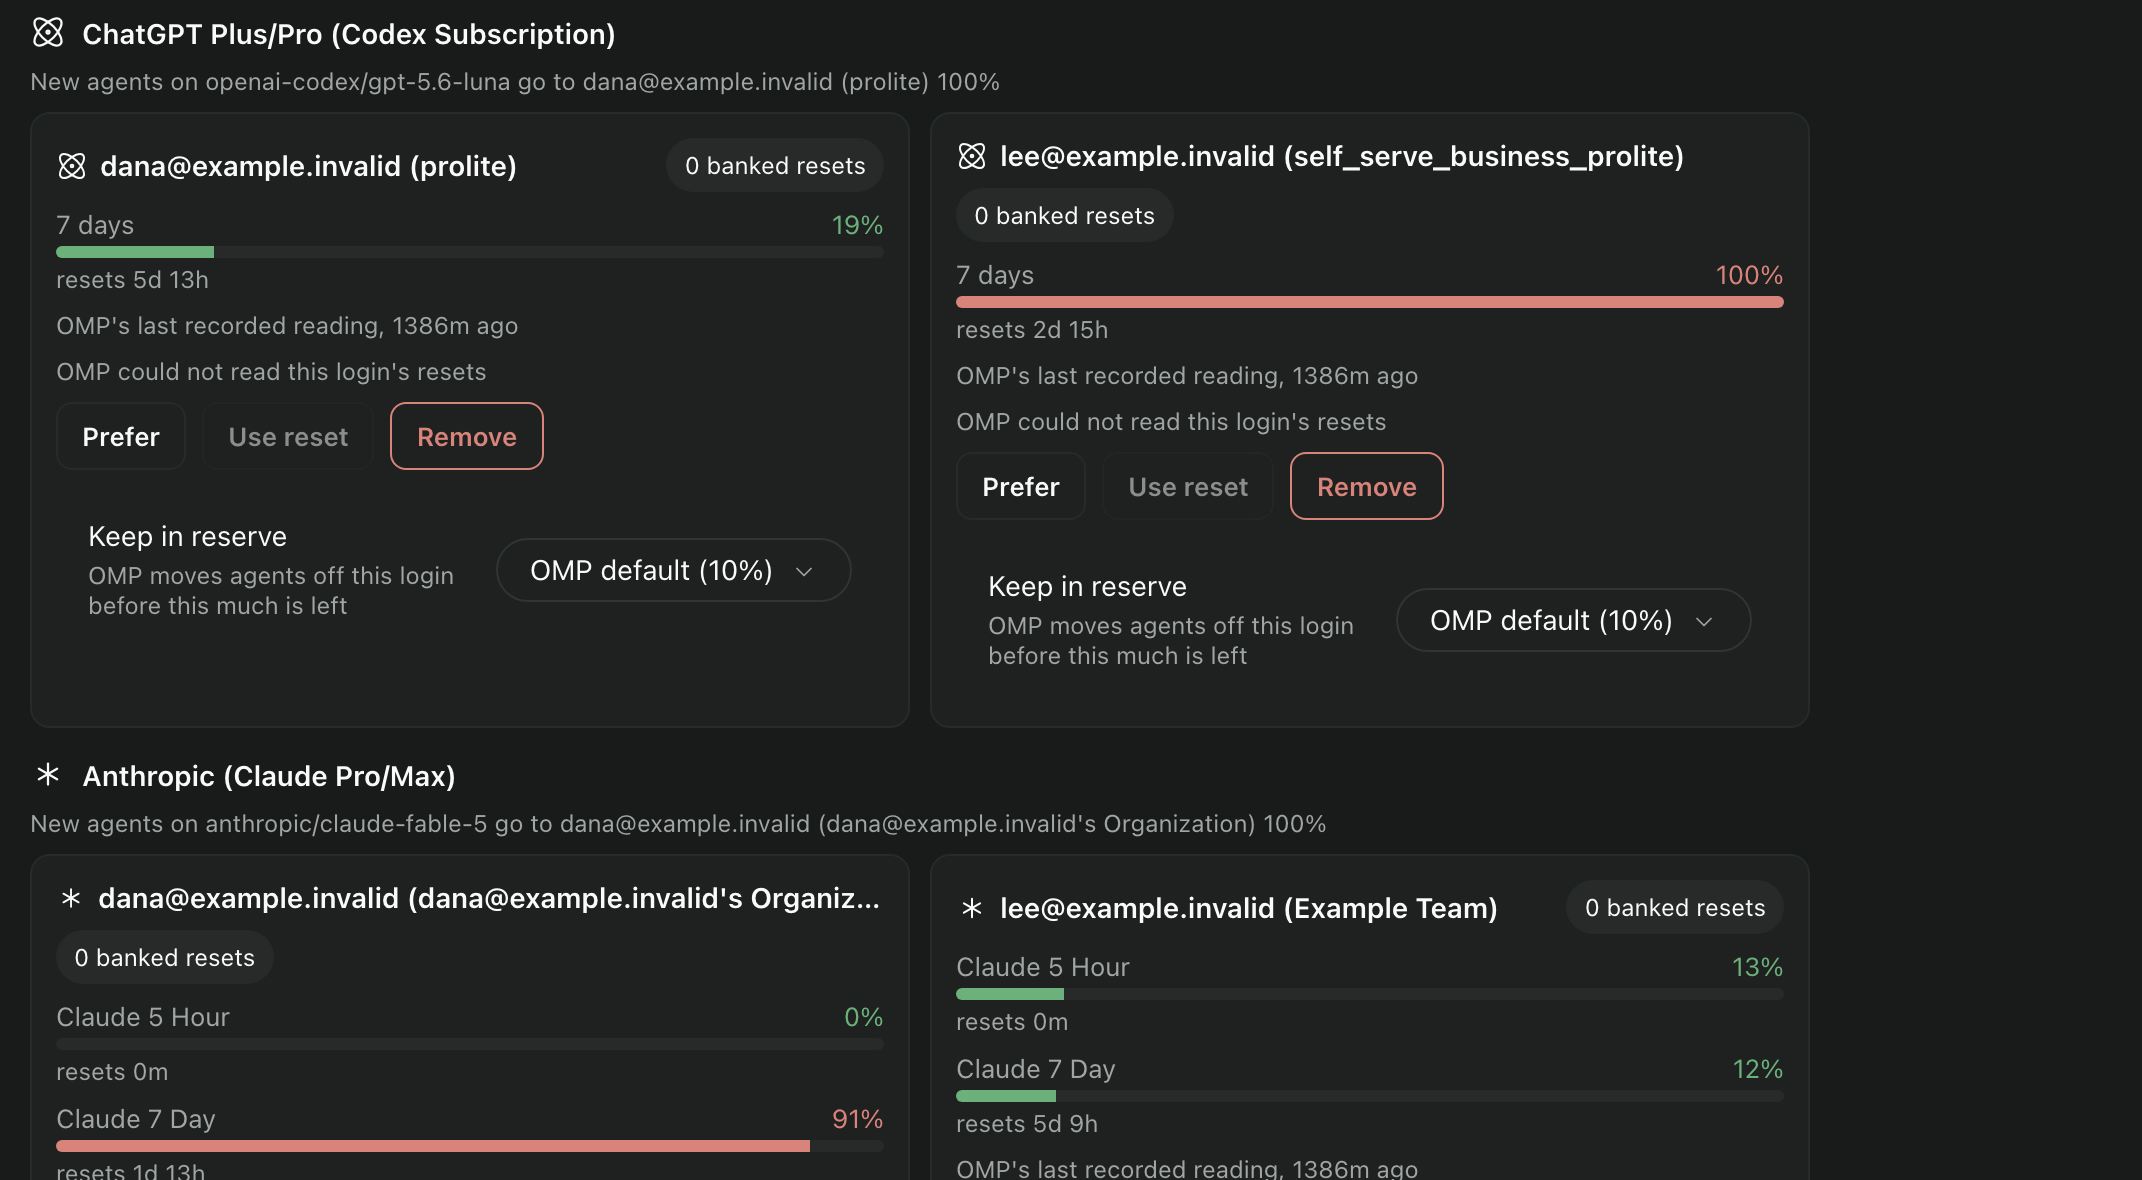 ChatGPT Plus/Pro (Codex Subscription)
New agents on openai-codex/gpt-5.6-luna go to dana@example.invalid (prolite) 100%
dana@example.invalid (prolite)
0 banked resets
7 days
19%
resets 5d 13h
OMP's last recorded reading, 1386m ago
OMP could not read this login's resets
Prefer
Use reset
Remove
Keep in reserve
OMP moves agents off this login
before this much is left
OMP default (10%)
lee@example.invalid (self_serve_business_prolite)
0 banked resets
7 days
100%
resets 2d 15h
OMP's last recorded reading, 1386m ago
OMP could not read this login's resets
Prefer
Use reset
Remove
Keep in reserve
OMP moves agents off this login
before this much is left
OMP default (10%)
Anthropic (Claude Pro/Max)
New agents on anthropic/claude-fable-5 go to dana@example.invalid (dana@example.invalid's Organization) 100%
dana@example.invalid (dana@example.invalid's Organiz...
0 banked resets
Claude 5 Hour
0%
resets 0m
Claude 7 Day
91%
resets 1d 13h
lee@example.invalid (Example Team)
0 banked resets
Claude 5 Hour
13%
resets 0m
Claude 7 Day
12%
resets 5d 9h
OMP's last recorded reading, 1386m ago